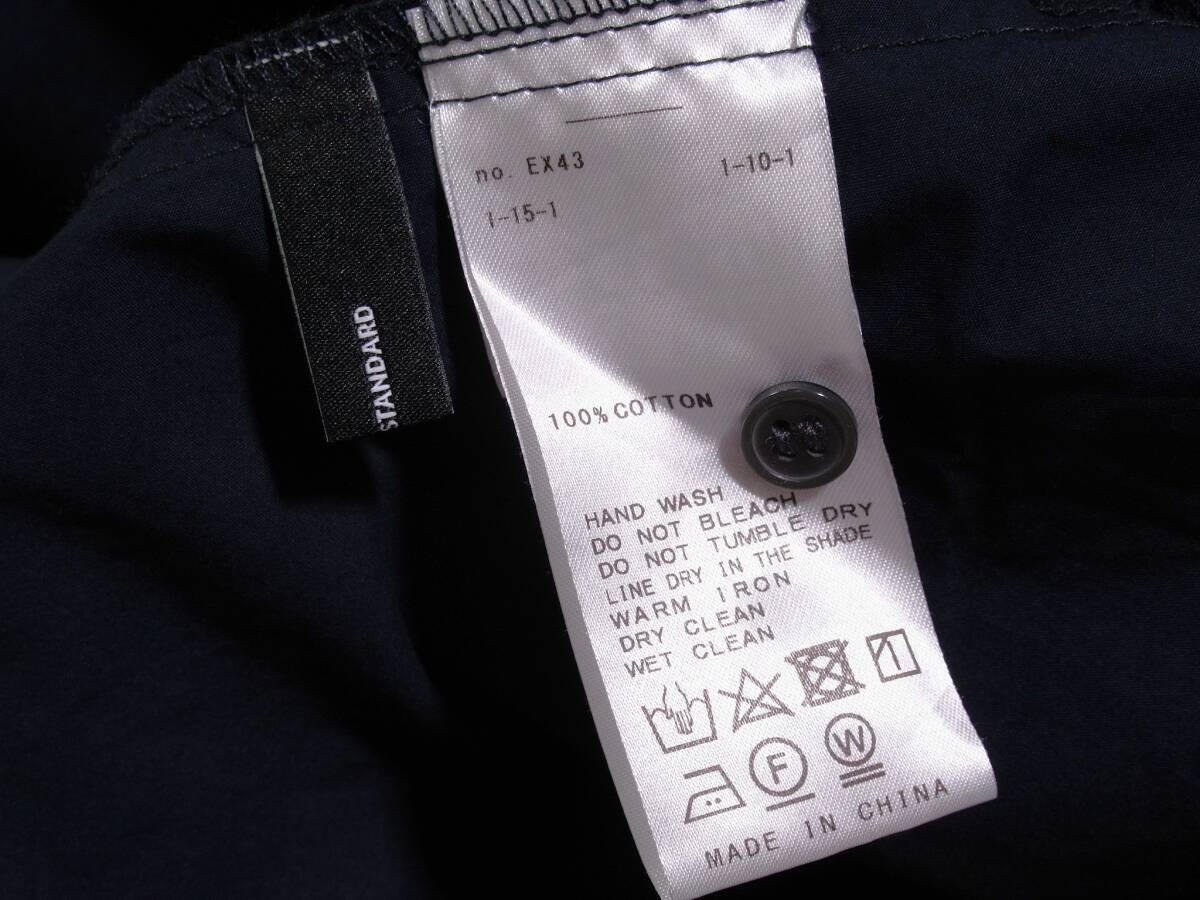 no. EX43 1-10-1
1-15-1
STANDARD
100% COTTON
HAND WASH
DO NOT BLEACH
DO NOT TUMBLE DRY
LINE DRY IN THE SHADE
WARM IRON
DRY CLEAN
WET CLEAN
F W
MADE IN CHINA